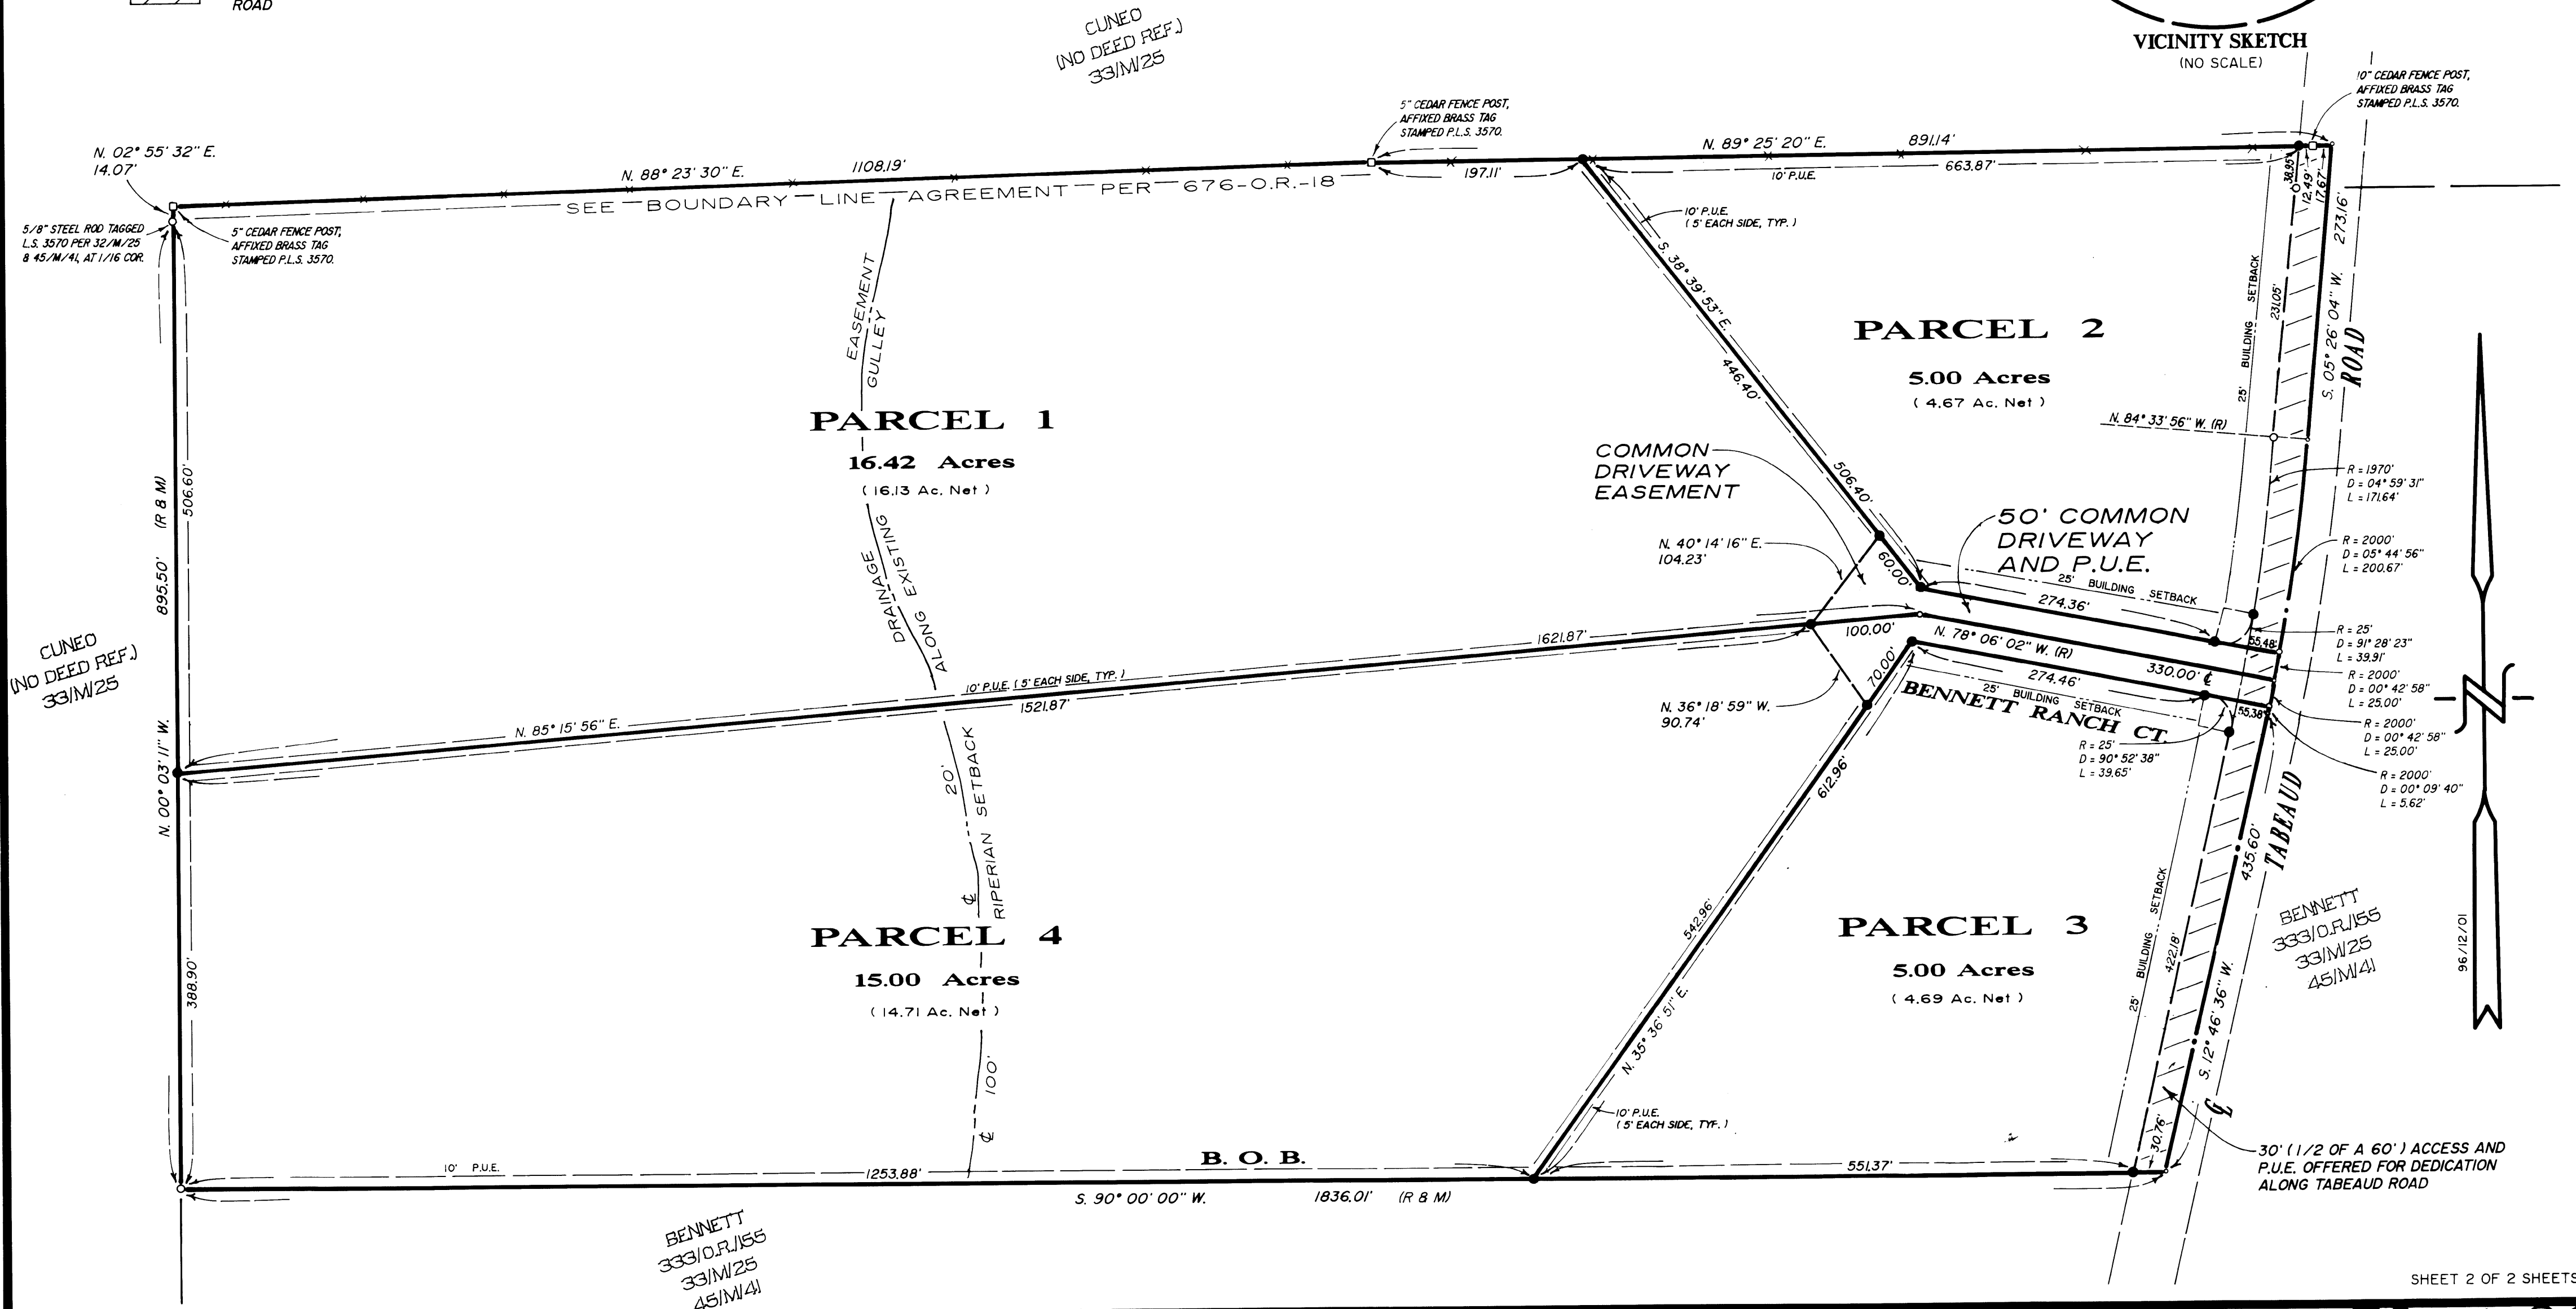 ROAD
CUNEO
(NO DEED REF.)
33/M/25
VICINITY SKETCH
(NO SCALE)
10" CEDAR FENCE POST,
AFFIXED BRASS TAG
STAMPED P.L.S. 3570.
5" CEDAR FENCE POST,
AFFIXED BRASS TAG
STAMPED P.L.S. 3570.
N. 02° 55' 32" E.
14.07'
N. 88° 23' 30" E.
1108.19'
197.11'
N. 89° 25' 20" E.
891.14'
663.87'
10' P.U.E.
SEE BOUNDARY LINE AGREEMENT PER 676-O.R.-18
5/8" STEEL ROD TAGGED
L.S. 3570 PER 32/M/25
& 45/M/41, AT 1/16 COR.
5" CEDAR FENCE POST,
AFFIXED BRASS TAG
STAMPED P.L.S. 3570.
10' P.U.E.
(5' EACH SIDE, TYP.)
38.95'
12.49'
17.67'
273.16'
S. 05° 26' 04" W.
ROAD
231.05'
25' BUILDING SETBACK
S. 38° 39' 53" E.
446.40'
506.40'
60.00'
EASEMENT
GULLEY
DRAINAGE
ALONG EXISTING
PARCEL 1
16.42 Acres
(16.13 Ac. Net)
PARCEL 2
5.00 Acres
(4.67 Ac. Net)
N. 84° 33' 56" W. (R)
COMMON
DRIVEWAY
EASEMENT
R = 1970'
D = 04° 59' 31"
L = 171.64'
50' COMMON
DRIVEWAY
AND P.U.E.
R = 2000'
D = 05° 44' 56"
L = 200.67'
N. 40° 14' 16" E.
104.23'
25' BUILDING SETBACK
274.36'
55.48'
R = 25'
D = 91° 28' 23"
L = 39.91'
N. 00° 03' 11" W.
895.50'
(R & M)
506.60'
388.90'
CUNEO
(NO DEED REF.)
33/M/25
N. 85° 15' 56" E.
10' P.U.E. (5' EACH SIDE, TYP.)
1521.87'
1621.87'
100.00'
N. 78° 06' 02" W. (R)
330.00' ℄
R = 2000'
D = 00° 42' 58"
L = 25.00'
N. 36° 18' 59" W.
90.74'
70.00'
274.46'
25' BUILDING SETBACK
55.38'
BENNETT RANCH CT.
R = 2000'
D = 00° 42' 58"
L = 25.00'
R = 25'
D = 90° 52' 38"
L = 39.65'
R = 2000'
D = 00° 09' 40"
L = 5.62'
612.96'
542.96'
N. 35° 36' 51" E.
20'
RIPERIAN SETBACK
℄
100'
℄
PARCEL 4
15.00 Acres
(14.71 Ac. Net)
PARCEL 3
5.00 Acres
(4.69 Ac. Net)
25' BUILDING SETBACK
422.18'
435.60'
TABEAUD
S. 12° 46' 36" W.
BENNETT
333/O.R./155
33/M/25
45/M/41
96/12/01
10' P.U.E.
(5' EACH SIDE, TYP.)
℄
30.76'
30' (1/2 OF A 60') ACCESS AND
P.U.E. OFFERED FOR DEDICATION
ALONG TABEAUD ROAD
10' P.U.E.
1253.88'
B. O. B.
551.37'
S. 90° 00' 00" W.
1836.01'
(R & M)
BENNETT
333/O.R./155
33/M/25
45/M/41
SHEET 2 OF 2 SHEETS